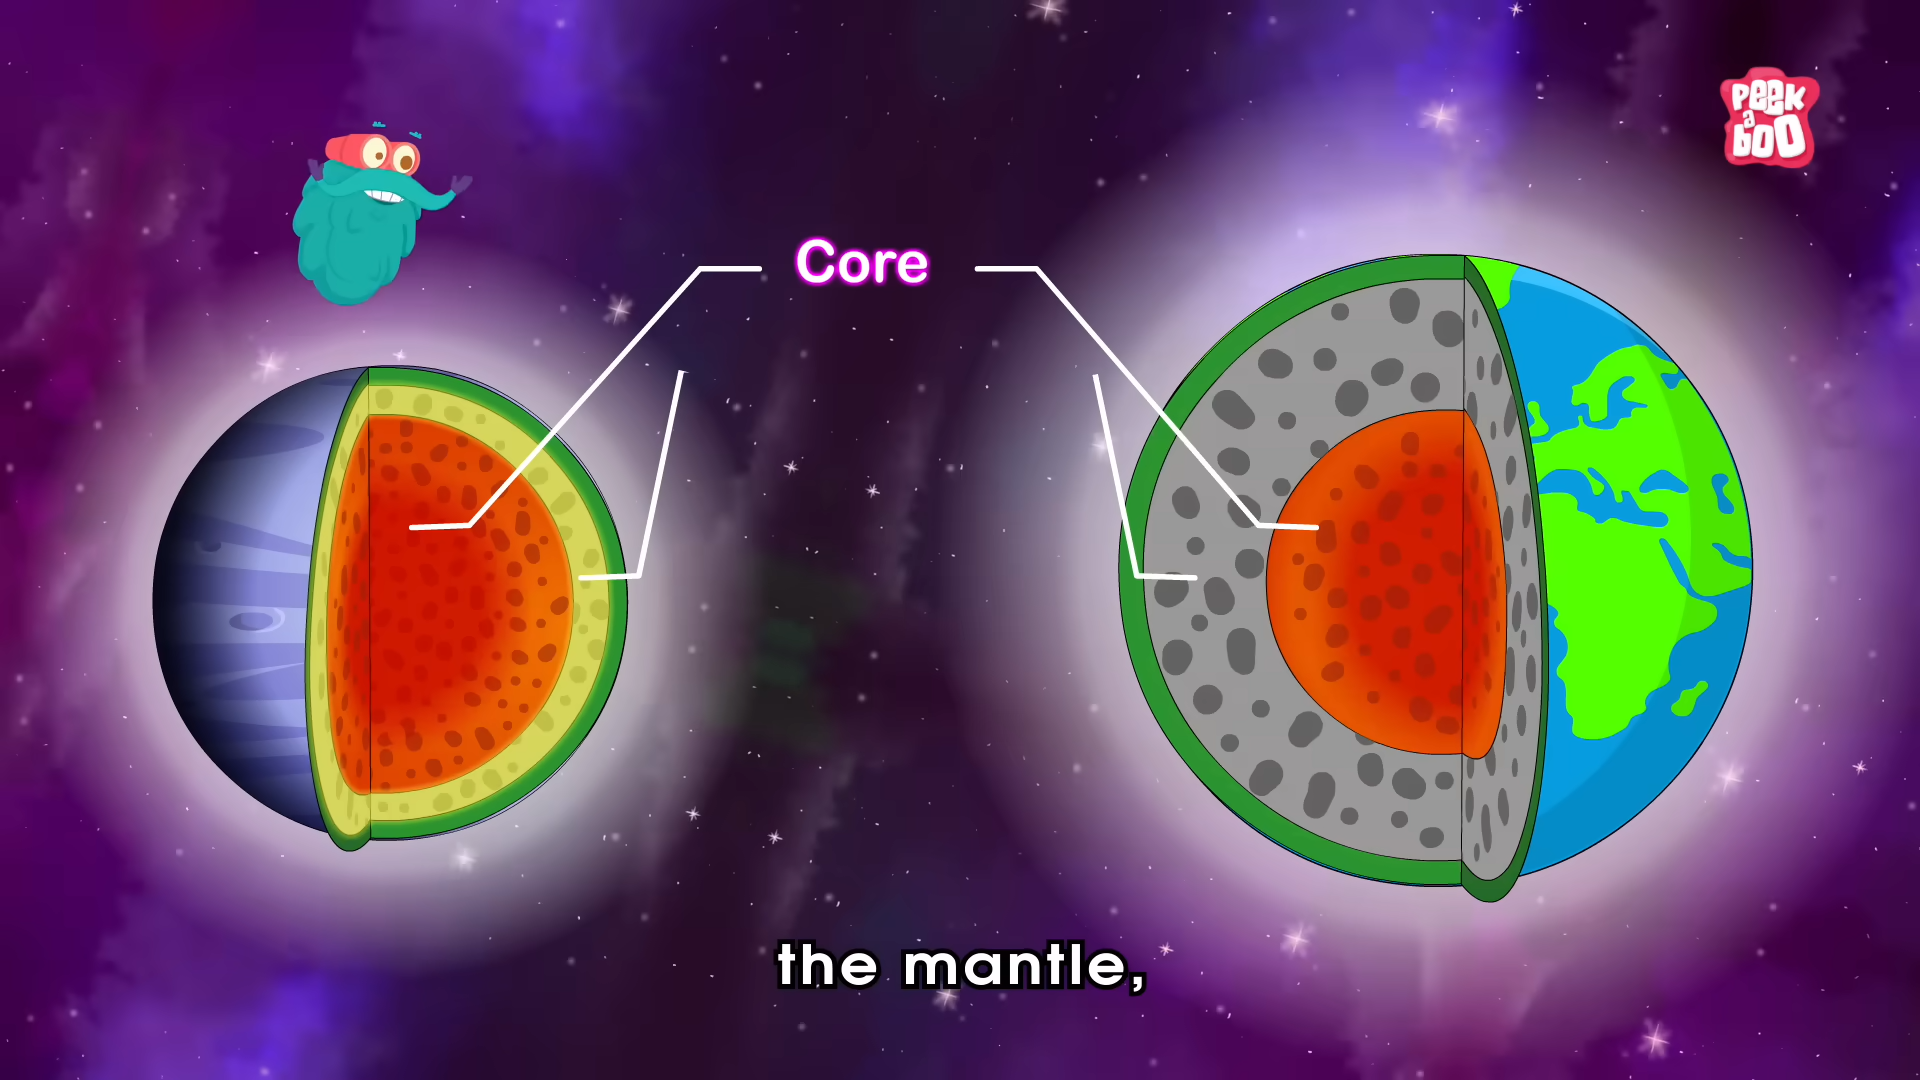 Peek
a
boo
Core
the mantle,